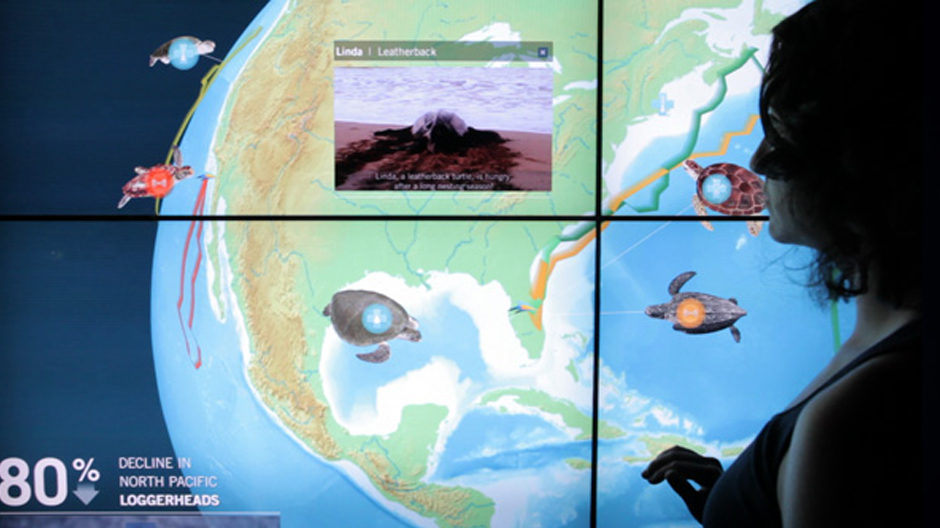 Linda | Leatherback
Linda, a leatherback turtle, is hungry
after a long nesting season?
80%
DECLINE IN
NORTH PACIFIC
LOGGERHEADS